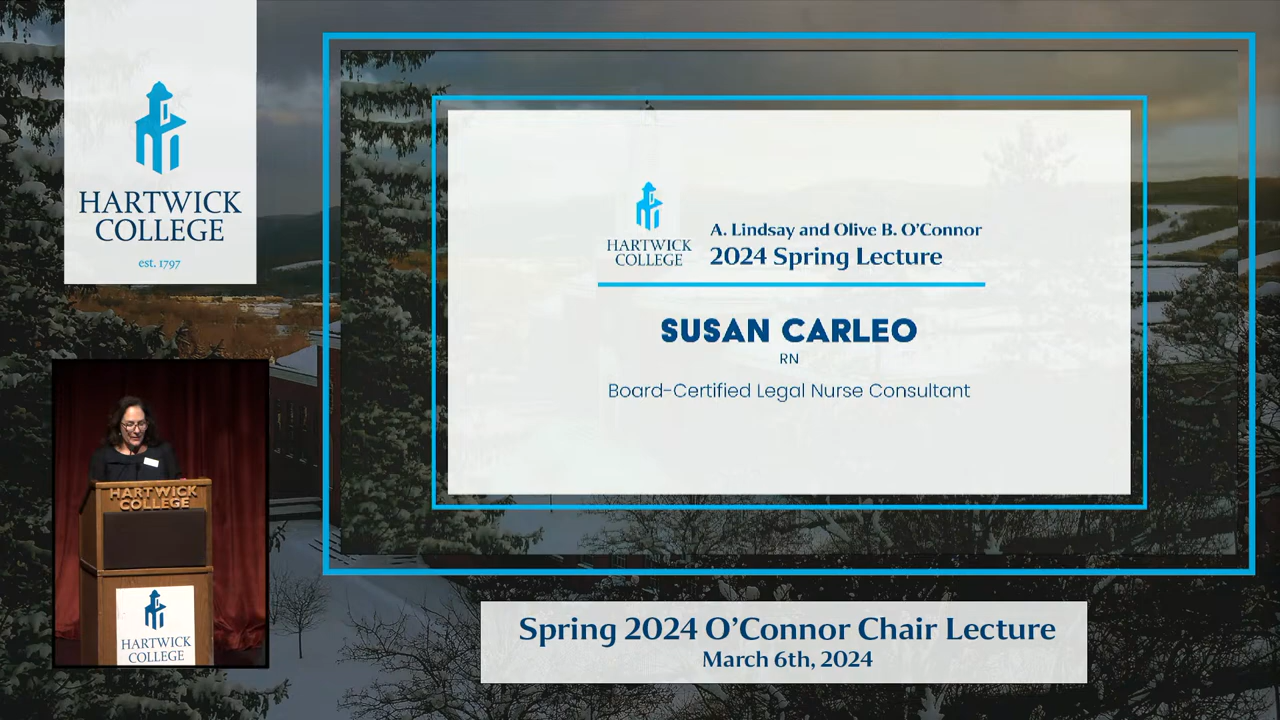 HARTWICK
COLLEGE
est. 1797
HARTWICK
COLLEGE
A. Lindsay and Olive B. O'Connor
2024 Spring Lecture
SUSAN CARLEO
RN
Board-Certified Legal Nurse Consultant
HARTWICK
COLLEGE
HARTWICK
COLLEGE
Spring 2024 O'Connor Chair Lecture
March 6th, 2024